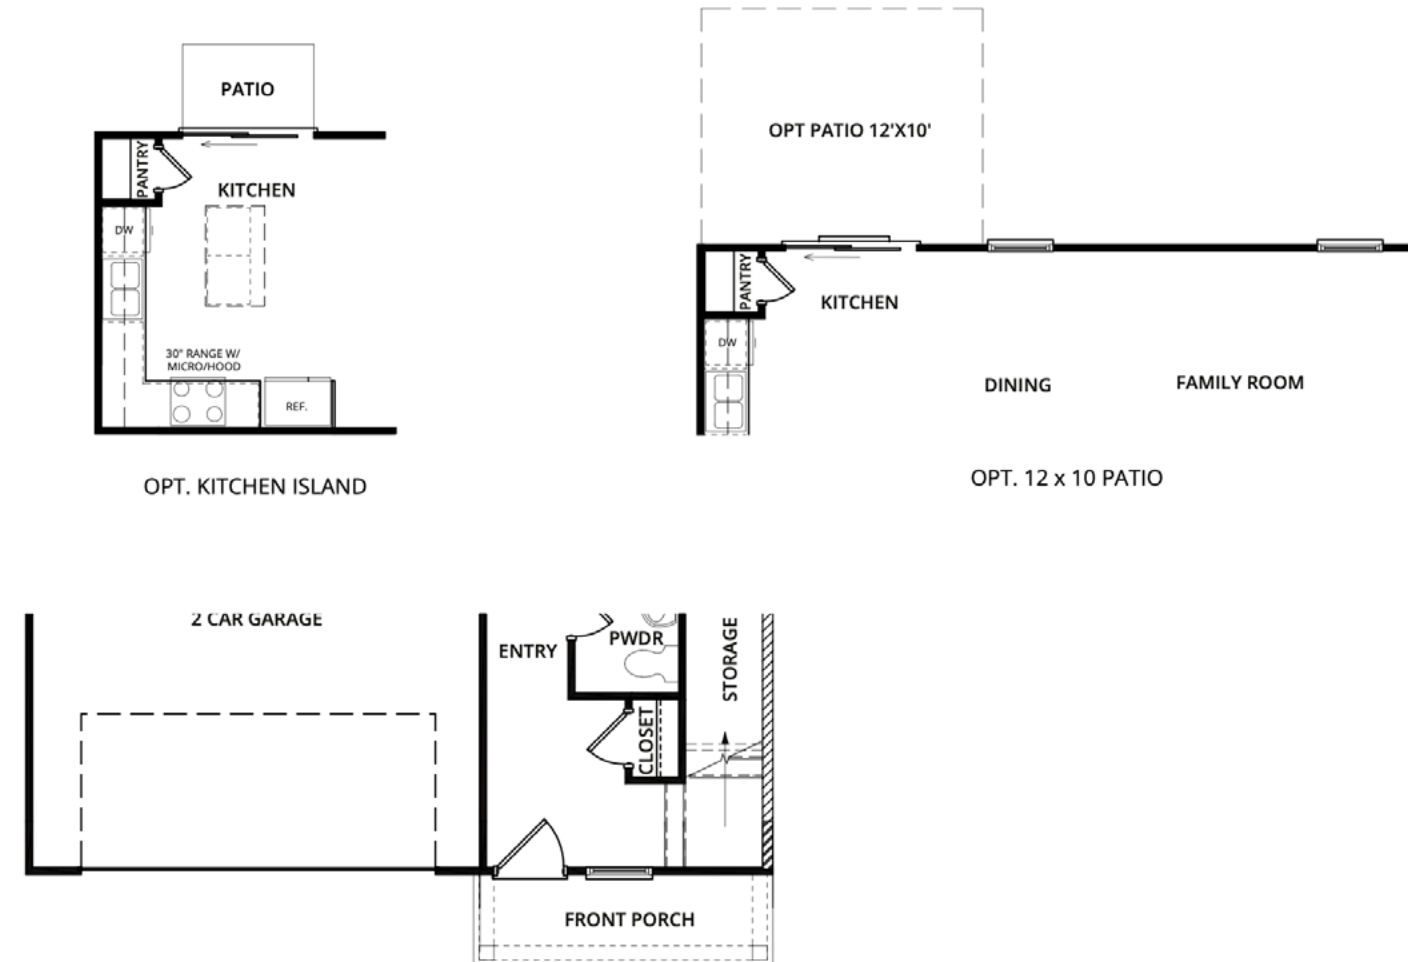 PATIO
PANTRY
KITCHEN
DW
30" RANGE W/
MICRO/HOOD
REF.
OPT. KITCHEN ISLAND
OPT PATIO 12'X10'
PANTRY
KITCHEN
DW
DINING
FAMILY ROOM
OPT. 12 x 10 PATIO
2 CAR GARAGE
ENTRY
PWDR
STORAGE
CLOSET
FRONT PORCH